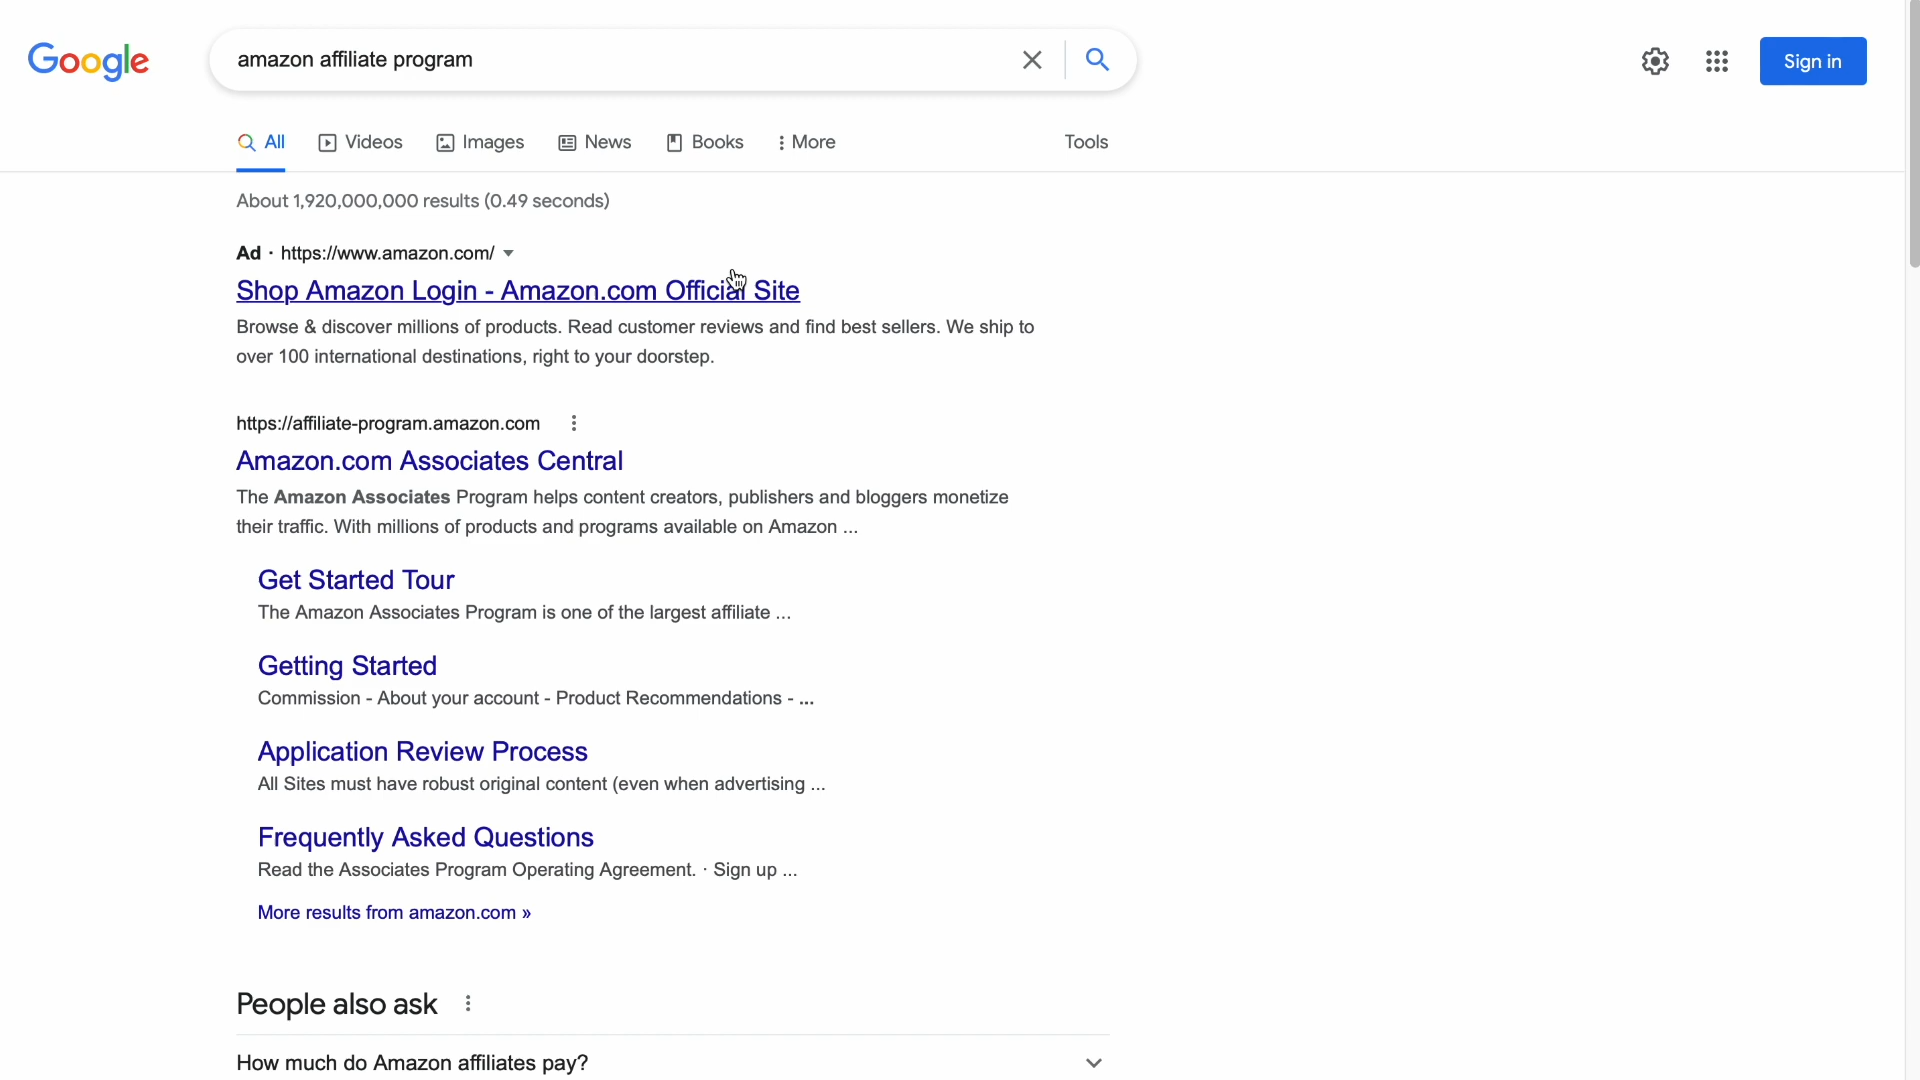 Google
amazon affiliate program
Sign in
All
Videos
Images
News
Books
More
Tools
About 1,920,000,000 results (0.49 seconds)
Ad · https://www.amazon.com/
Shop Amazon Login - Amazon.com Official Site
Browse & discover millions of products. Read customer reviews and find best sellers. We ship to
over 100 international destinations, right to your doorstep.
https://affiliate-program.amazon.com
Amazon.com Associates Central
The Amazon Associates Program helps content creators, publishers and bloggers monetize
their traffic. With millions of products and programs available on Amazon ...
Get Started Tour
The Amazon Associates Program is one of the largest affiliate ...
Getting Started
Commission - About your account - Product Recommendations - ...
Application Review Process
All Sites must have robust original content (even when advertising ...
Frequently Asked Questions
Read the Associates Program Operating Agreement. · Sign up ...
More results from amazon.com »
People also ask
How much do Amazon affiliates pay?